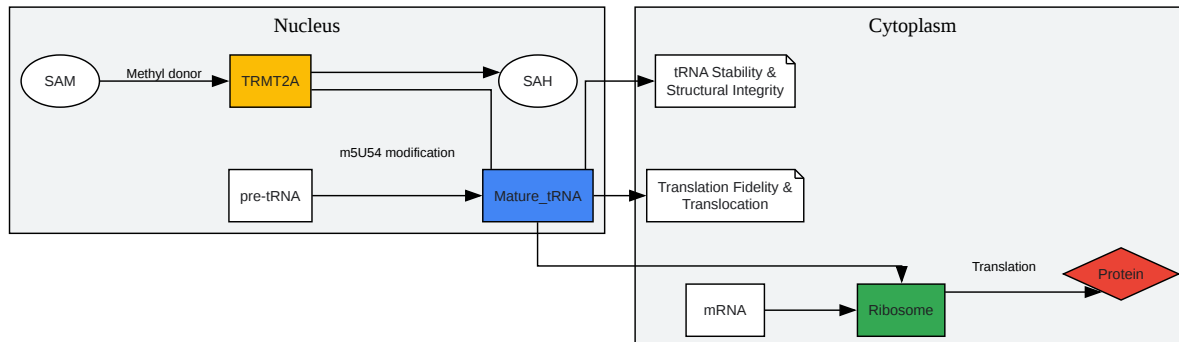 Nucleus
Cytoplasm
SAM
Methyl donor
TRMT2A
SAH
tRNA Stability &
Structural Integrity
m5U54 modification
pre-tRNA
Mature_tRNA
Translation Fidelity &
Translocation
Translation
Protein
mRNA
Ribosome